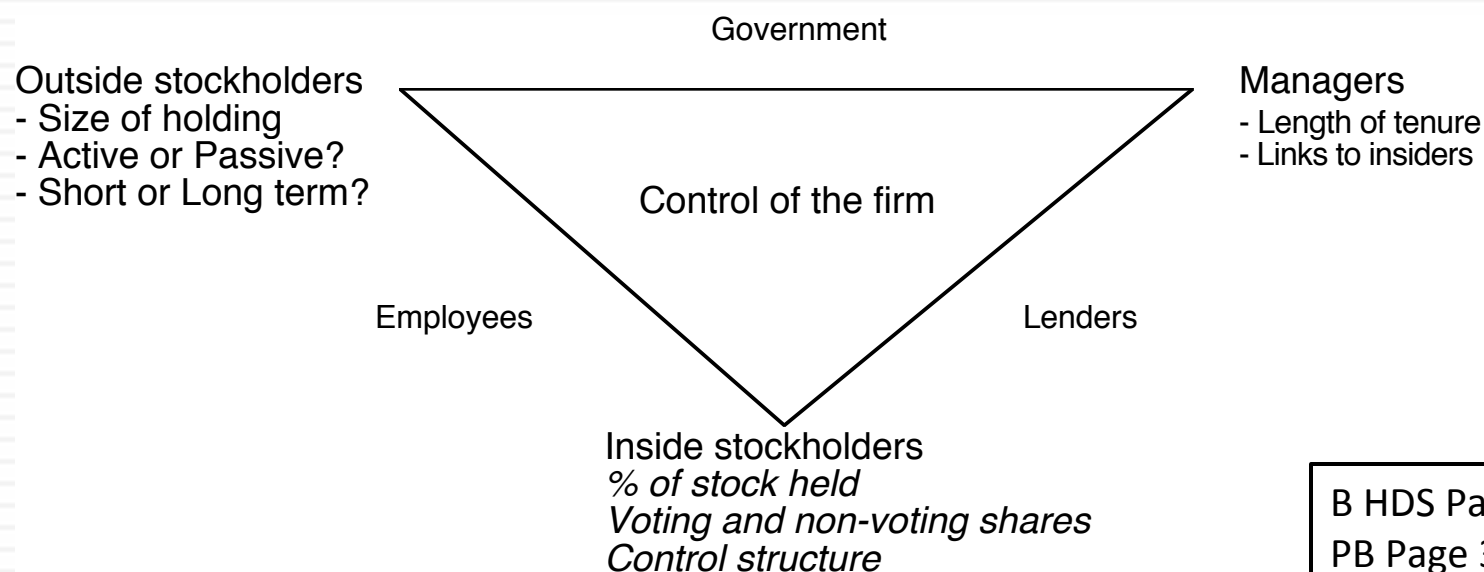 Government
Outside stockholders
- Size of holding
- Active or Passive?
- Short or Long term?
Managers
- Length of tenure
- Links to insiders
Control of the firm
Employees
Lenders
Inside stockholders
% of stock held
Voting and non-voting shares
Control structure
B HDS
PB Page